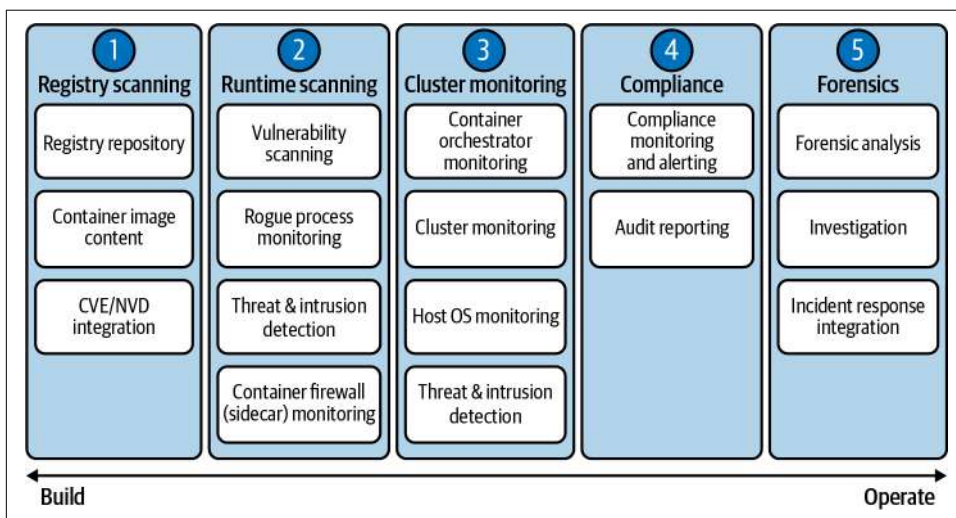 1
Registry scanning
Registry repository
Container image
content
CVE/NVD
integration
2
Runtime scanning
Vulnerability
scanning
Rogue process
monitoring
Threat & intrusion
detection
Container firewall
(sidecar) monitoring
3
Cluster monitoring
Container
orchestrator
monitoring
Cluster monitoring
Host OS monitoring
Threat & intrusion
detection
4
Compliance
Compliance
monitoring
and alerting
Audit reporting
5
Forensics
Forensic analysis
Investigation
Incident response
integration
Build
Operate